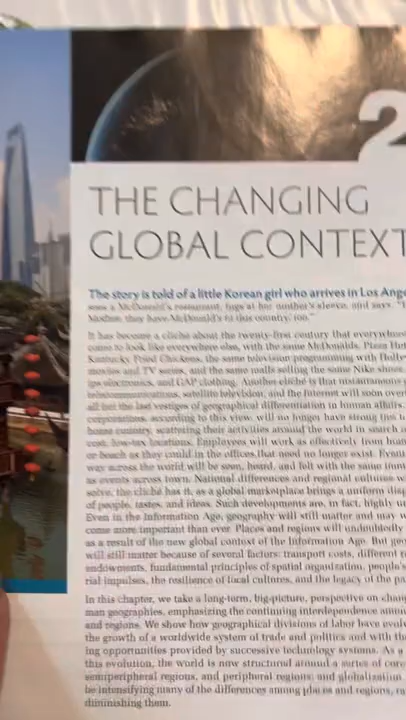 2
THE CHANGING
GLOBAL CONTEXT
The story is told of a little Korean girl who arrives in Los Ange
sees a McDonald's restaurant, tugs at her mother's sleeve, and says, "
Mother, they have McDonald's in this country, too."
It has become a cliché about the twenty-first century that everywhere
come to look like everywhere else, with the same McDonalds, Pizza Hut
Kentucky Fried Chickens, the same television programming with Holly
movies and TV series, and the same malls selling the same Nike shoes,
electronics, and GAP clothing. Another cliché is that instantaneous
telecommunications, satellite television, and the Internet will soon over
all but the last vestiges of geographical differentiation in human affairs.
corporations, according to this view, will no longer have strong ties
home country, scattering their activities around the world in search
cost, low-tax locations. Employees will work as effectively from hom
or beach as they could in the offices that need no longer exist. Event
way across the world will be seen, heard, and felt with the same imm
as events across town. National differences and regional cultures w
solve, the cliché has it, as a global marketplace brings a uniform disp
of people, tastes, and ideas. Such developments are, in fact, highly un
Even in the Information Age, geography will still matter and may
come more important than ever. Places and regions will undoubtedly
as a result of the new global context of the Information Age. But geo
will still matter because of several factors: transport costs, different r
endowments, fundamental principles of spatial organization, people's
rial impulses, the resilience of local cultures, and the legacy of the pa
In this chapter, we take a long-term, big-picture, perspective on chan
man geographies, emphasizing the continuing interdependence amon
and regions. We show how geographical divisions of labor have evol
the growth of a worldwide system of trade and politics and with the
ing opportunities provided by successive technology systems. As a
this evolution, the world is now structured around a series of core
semiperipheral regions, and peripheral regions, and globalization
be intensifying many of the differences among places and regions, ra
diminishing them.